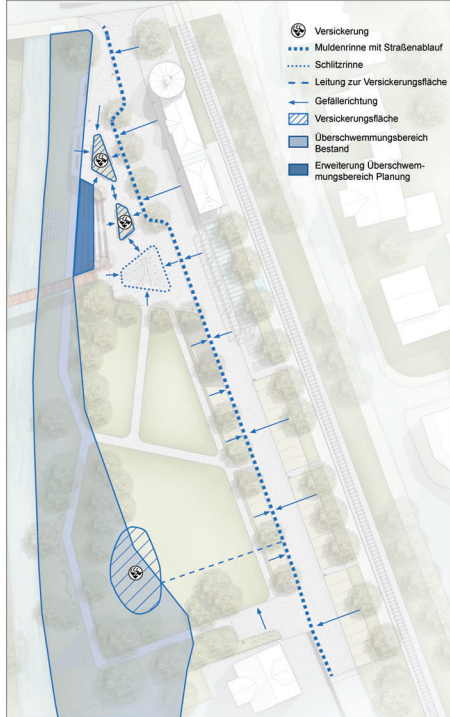 Versickerung
Muldenrinne mit Straßenablauf
Schlitzrinne
Leitung zur Versickerungsfläche
Gefällerichtung
Versickerungsfläche
Überschwemmungsbereich
Bestand
Erweiterung Überschwem-
mungsbereich Planung